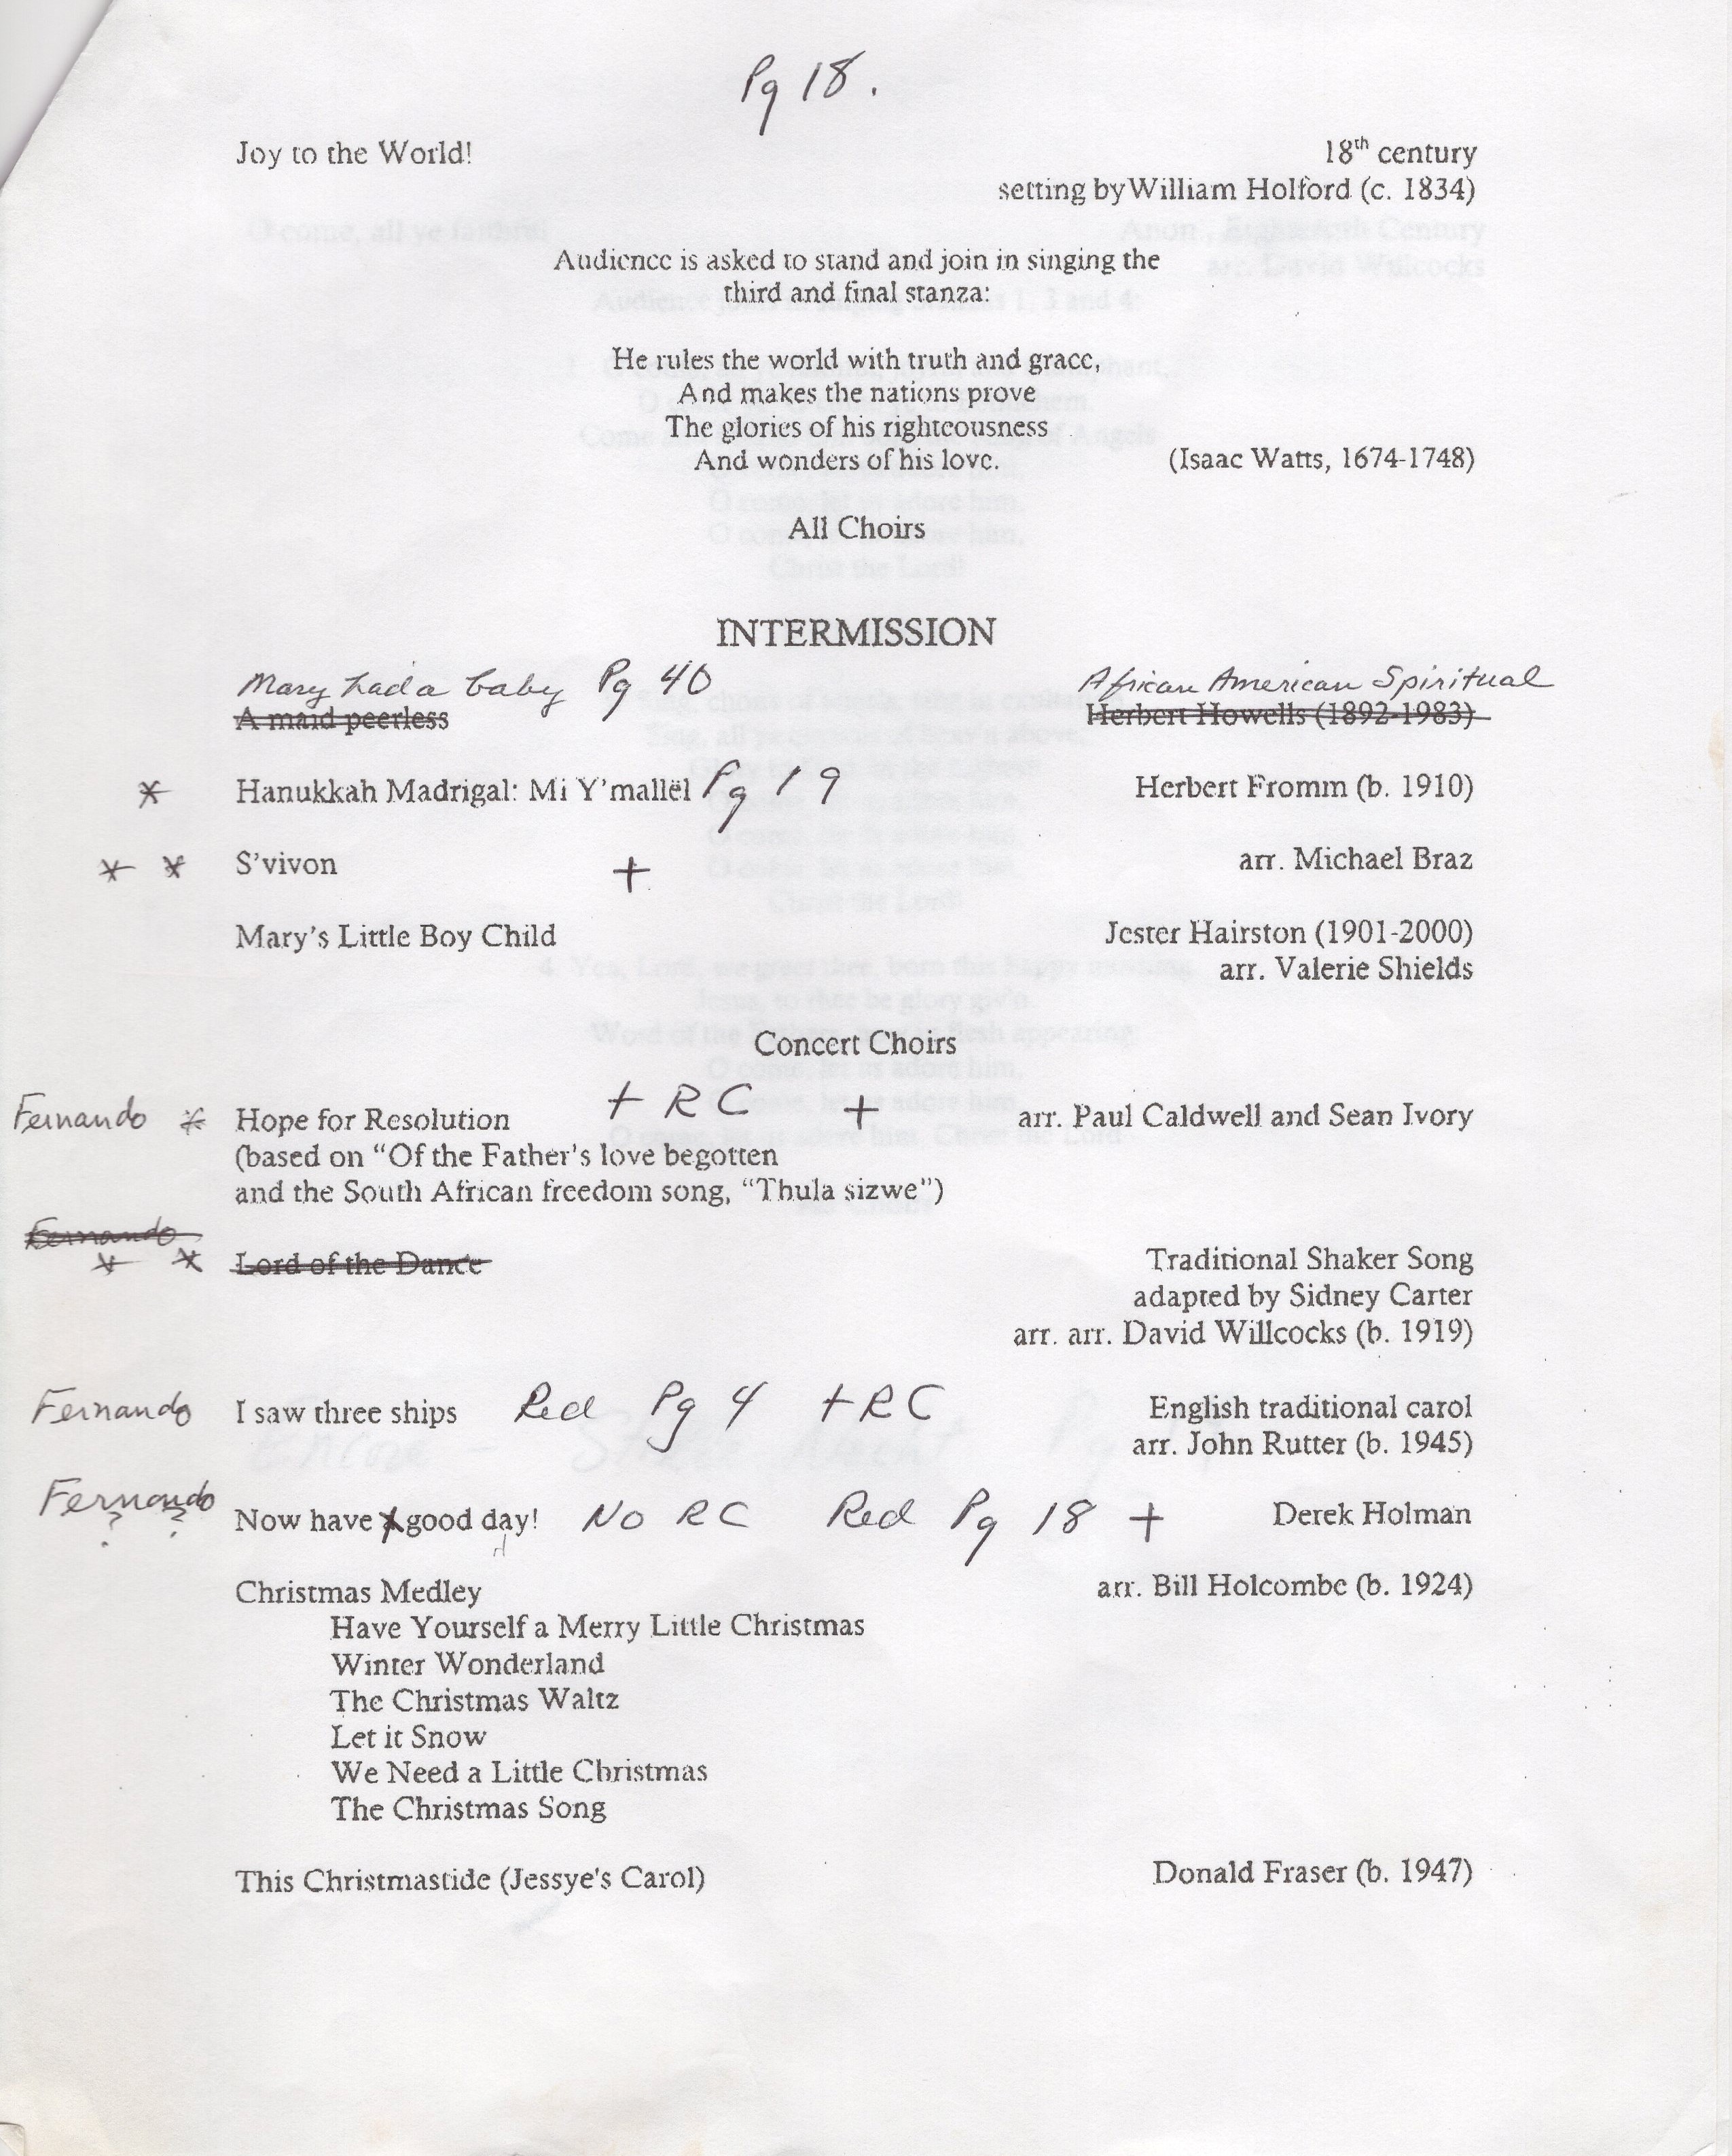 Pg 18.
Joy to the World! 18th century
setting by William Holford (c. 1834)
Audience is asked to stand and join in singing the
third and final stanza:
He rules the world with truth and grace,
And makes the nations prove
The glories of his righteousness
And wonders of his love. (Isaac Watts, 1674-1748)
All Choirs
INTERMISSION
Mary had a baby Pg 40 African American Spiritual
A maid peerless Herbert Howells (1892-1983)
* Hanukkah Madrigal: Mi Y'mallël Pg 19 Herbert Fromm (b. 1910)
* * S'vivon + arr. Michael Braz
Mary's Little Boy Child Jester Hairston (1901-2000)
arr. Valerie Shields
Concert Choirs
Fernando * Hope for Resolution + RC + arr. Paul Caldwell and Sean Ivory
(based on "Of the Father's love begotten
and the South African freedom song, "Thula sizwe")
Fernando
* * Lord of the Dance Traditional Shaker Song
adapted by Sidney Carter
arr. arr. David Willcocks (b. 1919)
Fernando I saw three ships Red Pg 4 + RC English traditional carol
arr. John Rutter (b. 1945)
Fernando
? ? Now have good day! No RC Red Pg 18 + Derek Holman
Christmas Medley arr. Bill Holcombe (b. 1924)
Have Yourself a Merry Little Christmas
Winter Wonderland
The Christmas Waltz
Let it Snow
We Need a Little Christmas
The Christmas Song
This Christmastide (Jessye's Carol) Donald Fraser (b. 1947)